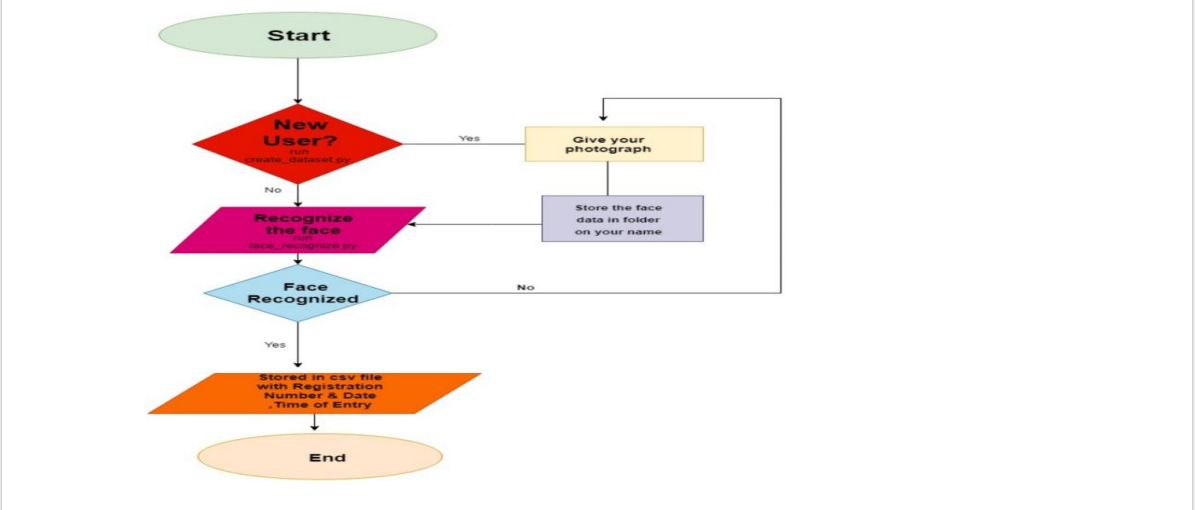 Start
New
User?
run
create_dataset.py
Yes
Give your
photograph
No
Store the face
data in folder
on your name
Recognize
the face
run
face_recognize.py
Face
Recognized
No
Yes
Stored in csv file
with Registration
Number & Date
,Time of Entry
End